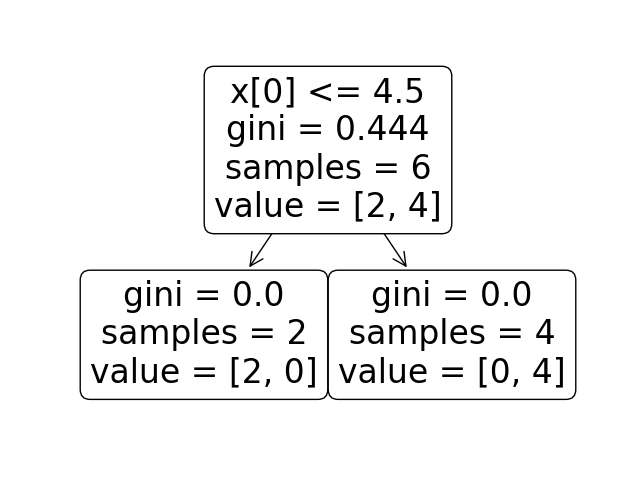 x[0] <= 4.5
gini = 0.444
samples = 6
value = [2, 4]
gini = 0.0
samples = 2
value = [2, 0]
gini = 0.0
samples = 4
value = [0, 4]